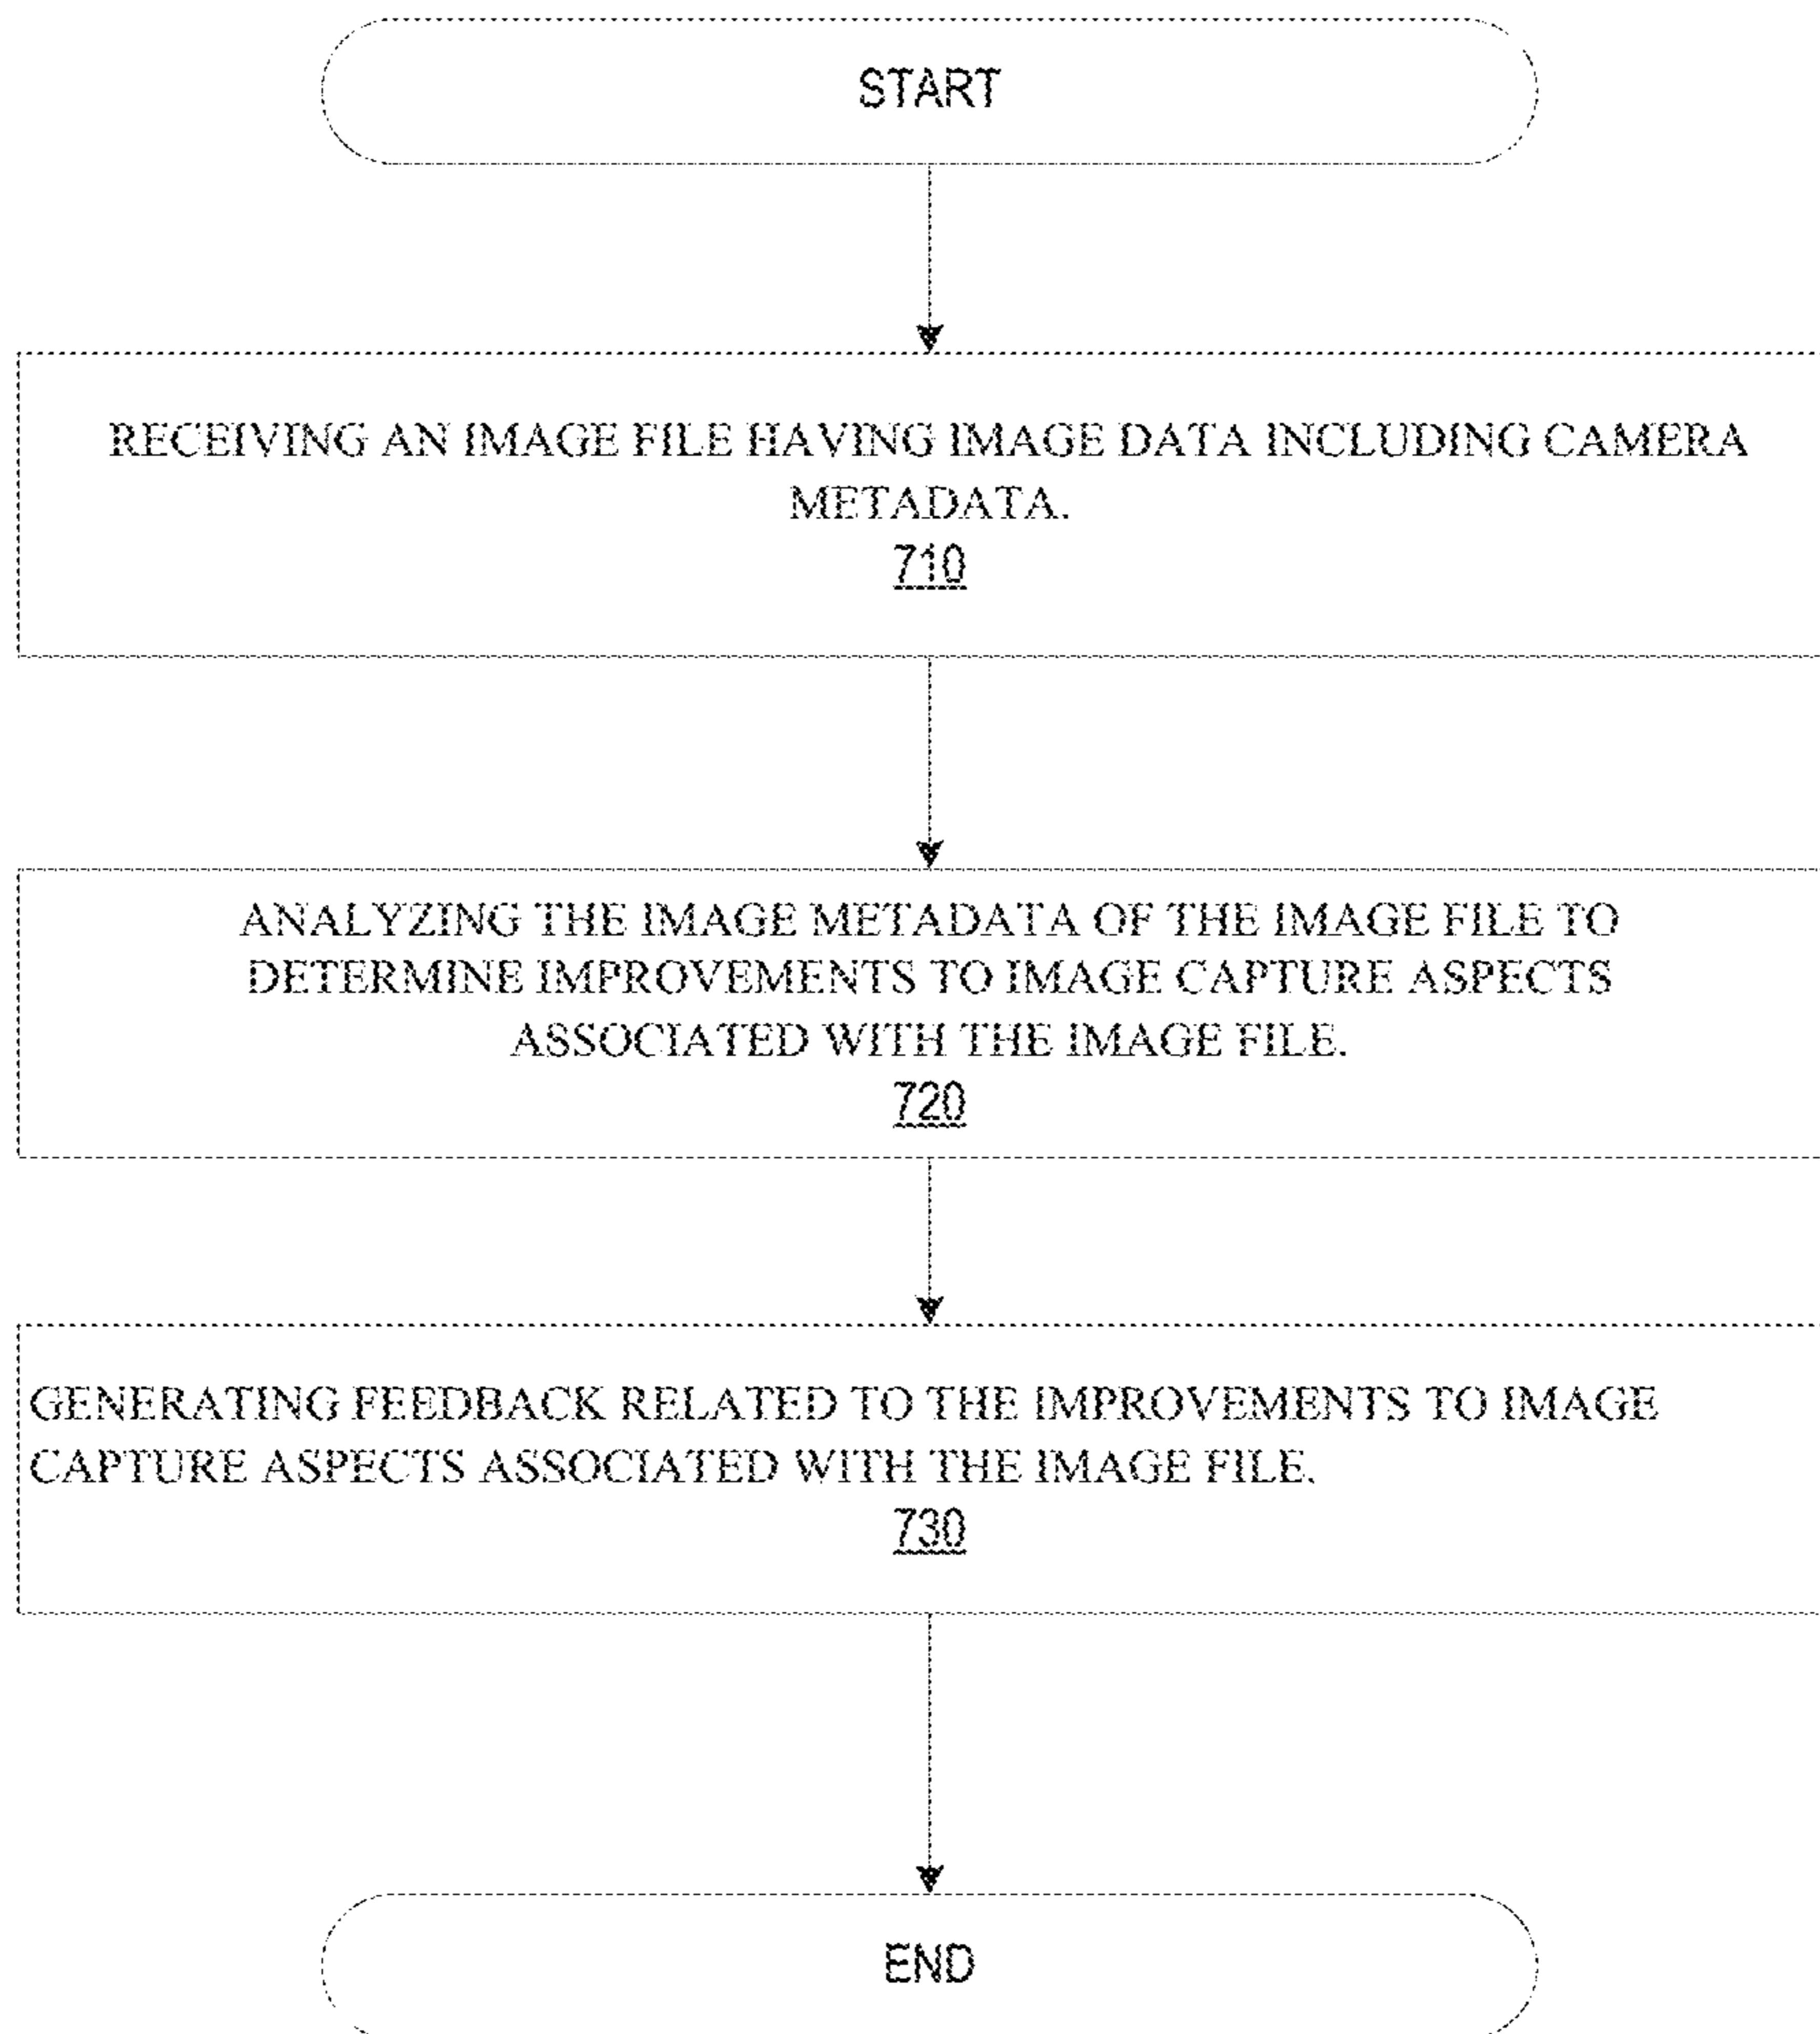 START
RECEIVING AN IMAGE FILE HAVING IMAGE DATA INCLUDING CAMERA
METADATA.
710
ANALYZING THE IMAGE METADATA OF THE IMAGE FILE TO
DETERMINE IMPROVEMENTS TO IMAGE CAPTURE ASPECTS
ASSOCIATED WITH THE IMAGE FILE.
720
GENERATING FEEDBACK RELATED TO THE IMPROVEMENTS TO IMAGE
CAPTURE ASPECTS ASSOCIATED WITH THE IMAGE FILE.
730
END